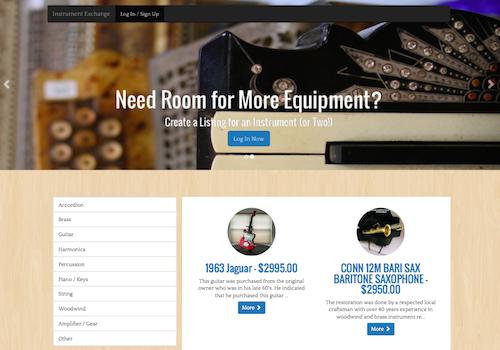 Instrument Exchange Log In / Sign Up
Need Room for More Equipment?
Create a Listing for an Instrument (or Two!)
Log In Now
Accordion
Brass
Guitar
Harmonica
Percussion
Piano / Keys
String
Woodwind
Amplifier / Gear
Other
1963 Jaguar - $2995.00
This guitar was purchased from the original
owner who was in his late 60's. He indicated
that he purchased this guitar ...
More
CONN 12M BARI SAX
BARITONE SAXOPHONE -
$2950.00
The restoration was done by a respected local
craftsman with over 40 years experience in
woodwind and brass instrument re...
More